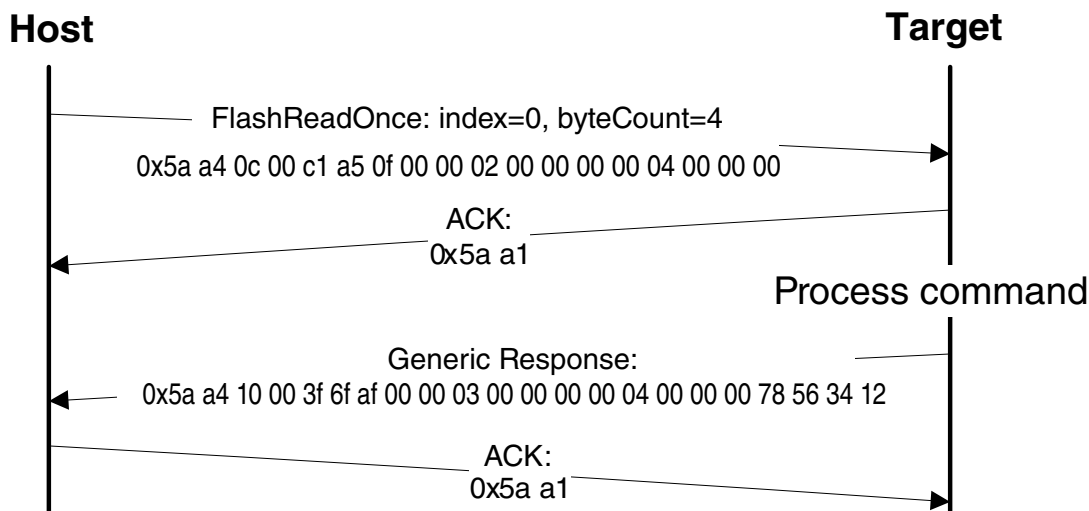 Host
Target
FlashReadOnce: index=0, byteCount=4
0x5a a4 0c 00 c1 a5 0f 00 00 02 00 00 00 00 04 00 00 00
ACK:
0x5a a1
Process command
Generic Response:
0x5a a4 10 00 3f 6f af 00 00 03 00 00 00 00 04 00 00 00 78 56 34 12
ACK:
0x5a a1